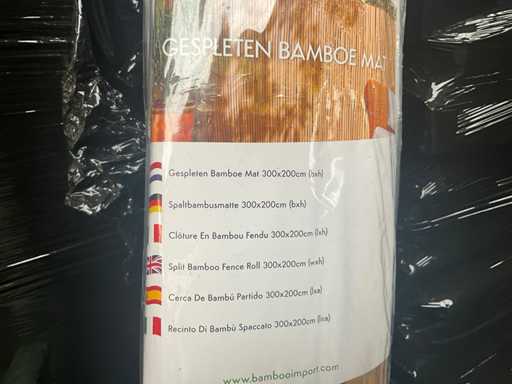 GESPLETEN BAMBOE MAT
Gespleten Bamboe Mat 300x200cm (bxh)
Spaltbambusmatte 300x200cm (bxh)
Clôture En Bambou Fendu 300x200cm (lxh)
Split Bamboo Fence Roll 300x200cm (wxh)
Cerca De Bambú Partido 300x200cm (lxa)
Recinto Di Bambù Spaccato 300x200cm (lxa)
www.bambooimport.com